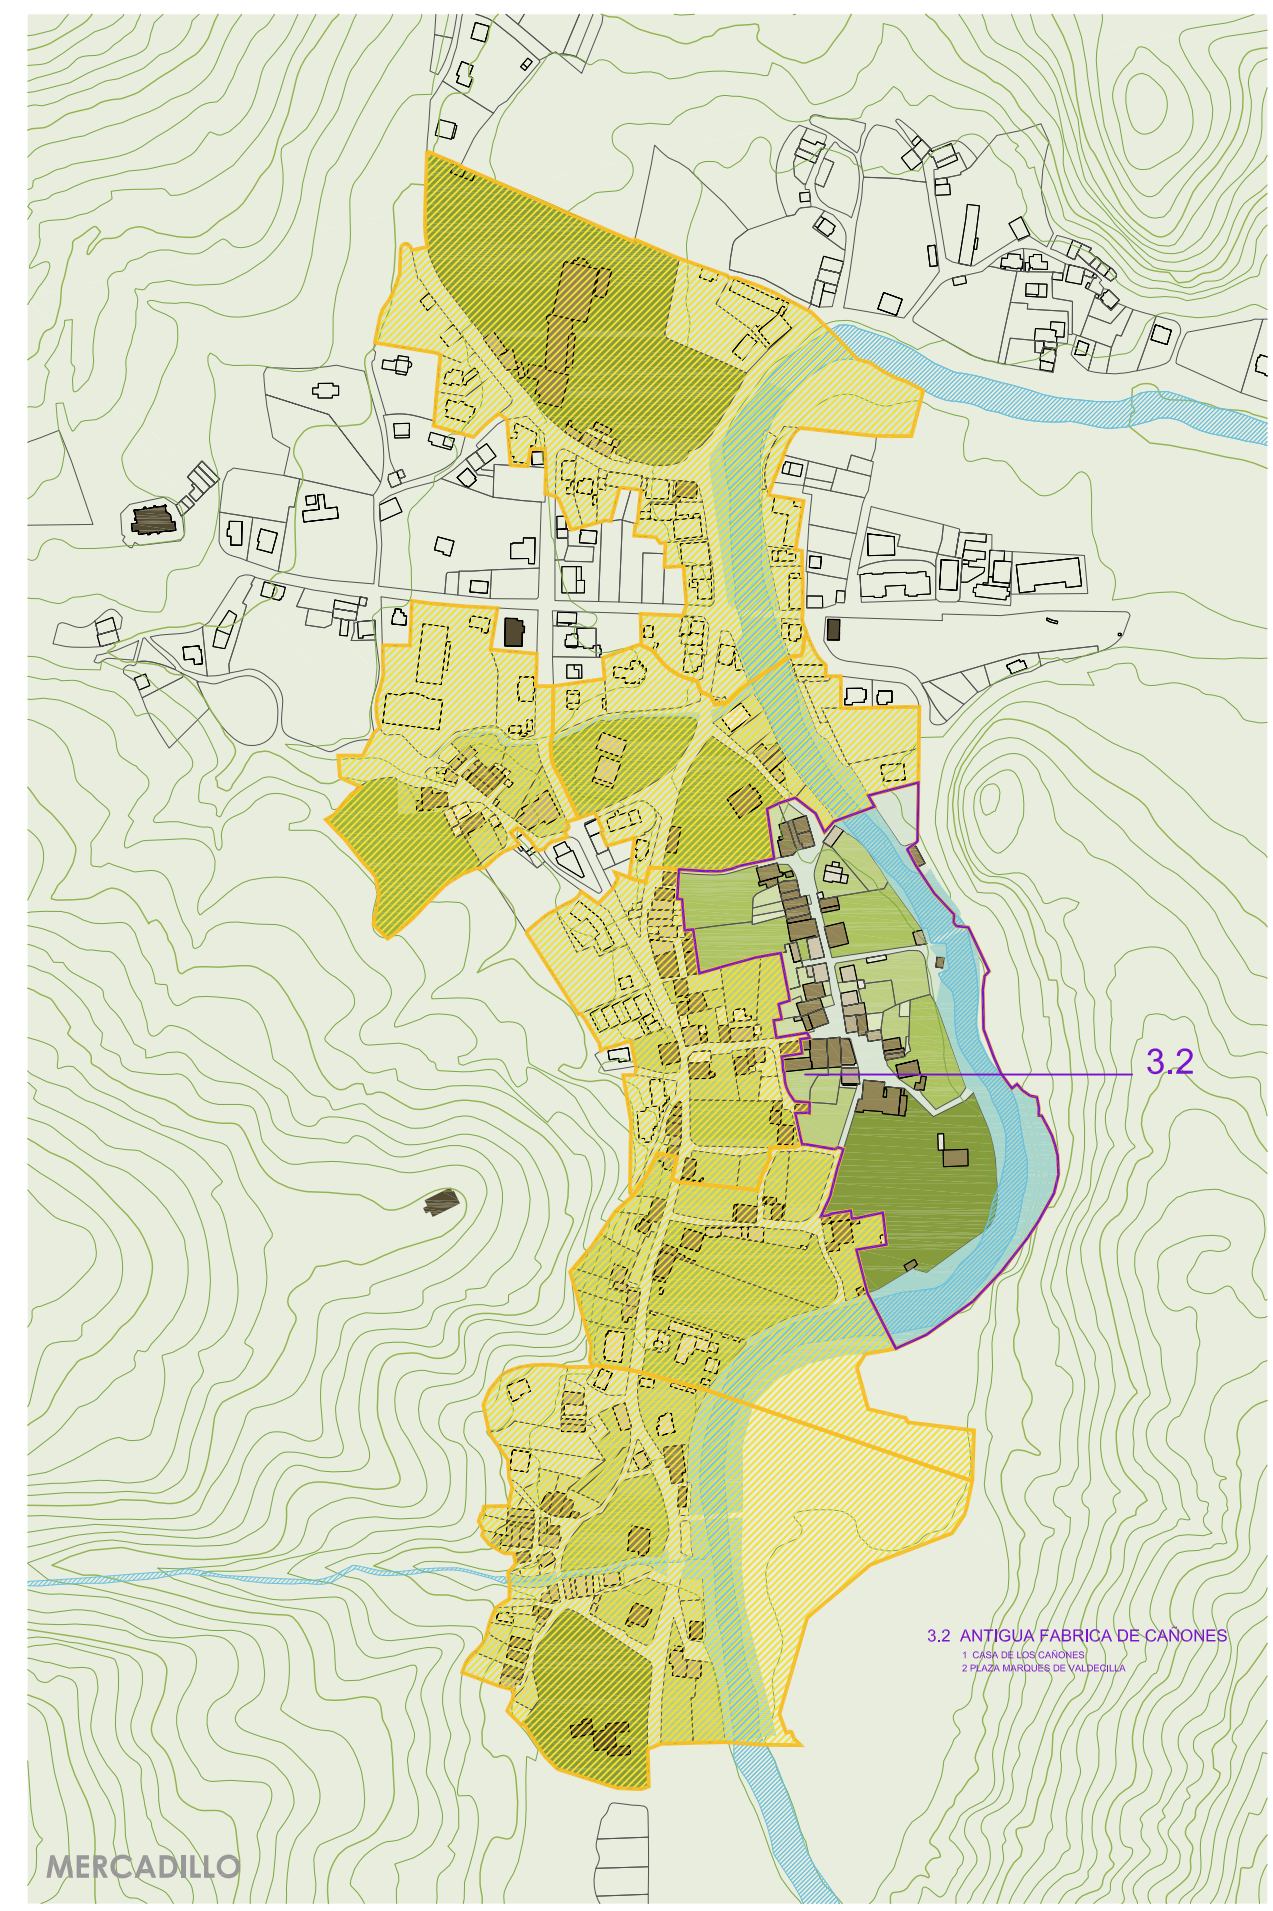 3.2
3.2 ANTIGUA FABRICA DE CAÑONES
1 CASA DE LOS CAÑONES
2 PLAZA MARQUES DE VALDECILLA
MERCADILLO